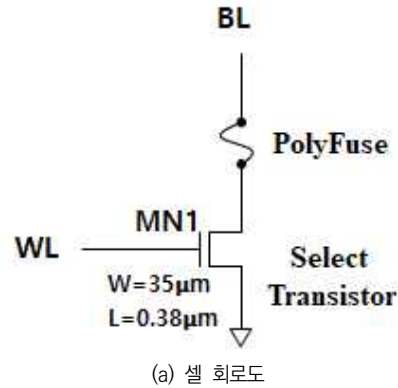 BL
PolyFuse
MN1
WL
W=35μm
L=0.38μm
Select
Transistor
(a) 셀 회로도